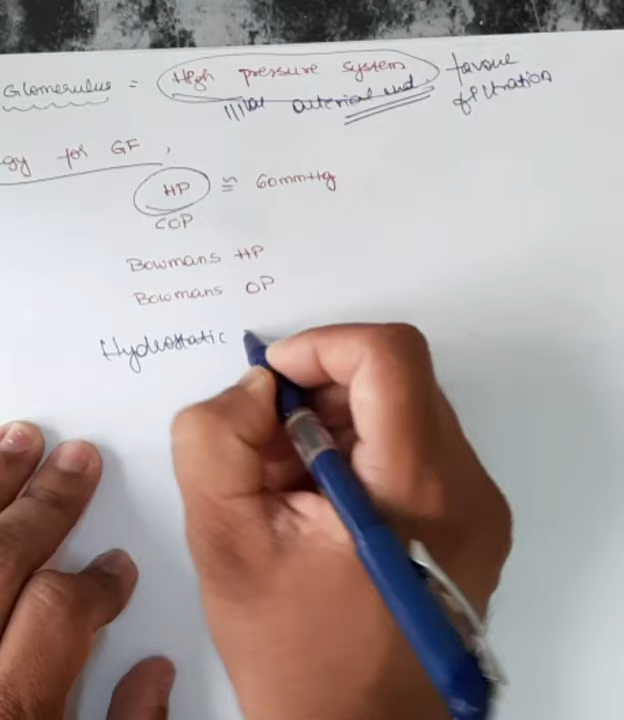 Glomerulus = High pressure system favour
|||lar arterial end filtration
gy for GF,
HP ≅ 60mmHg
COP
Bowmans HP
Bowmans OP
Hydrostatic